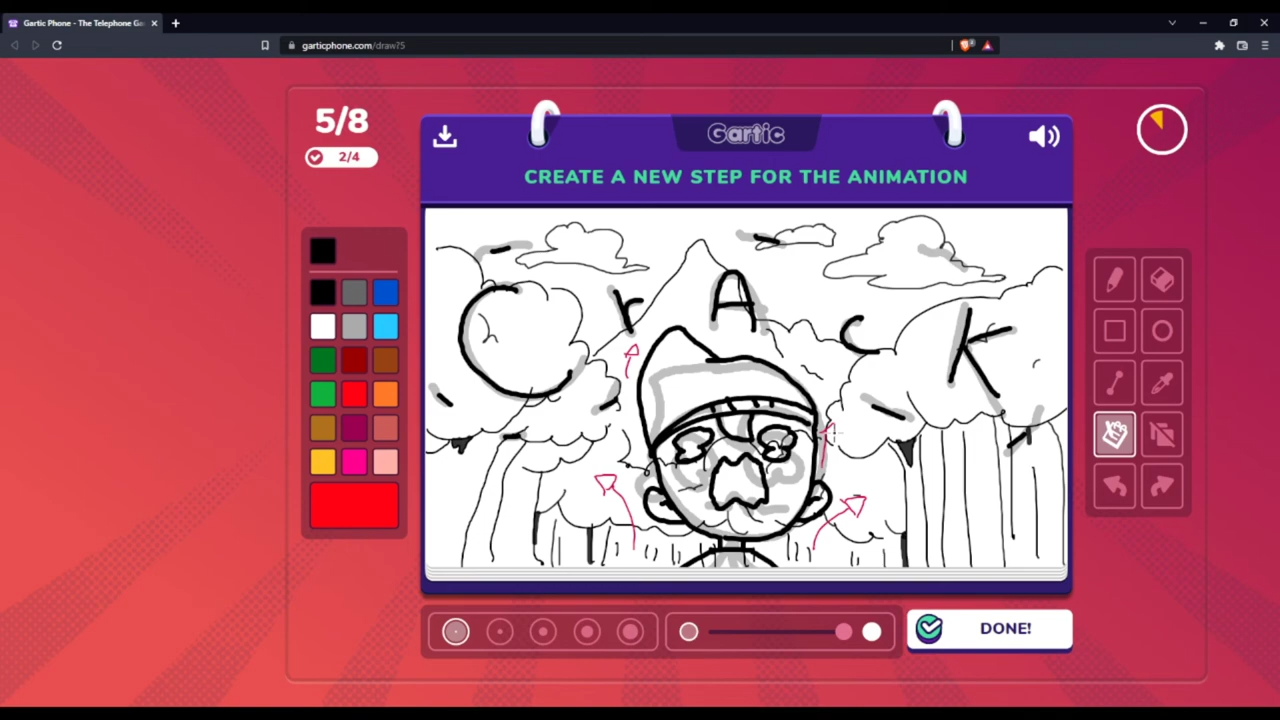 Gartic Phone - The Telephone Ga
garticphone.com/draw?5
5/8
2/4
Gartic
CREATE A NEW STEP FOR THE ANIMATION
CrAcK
DONE!